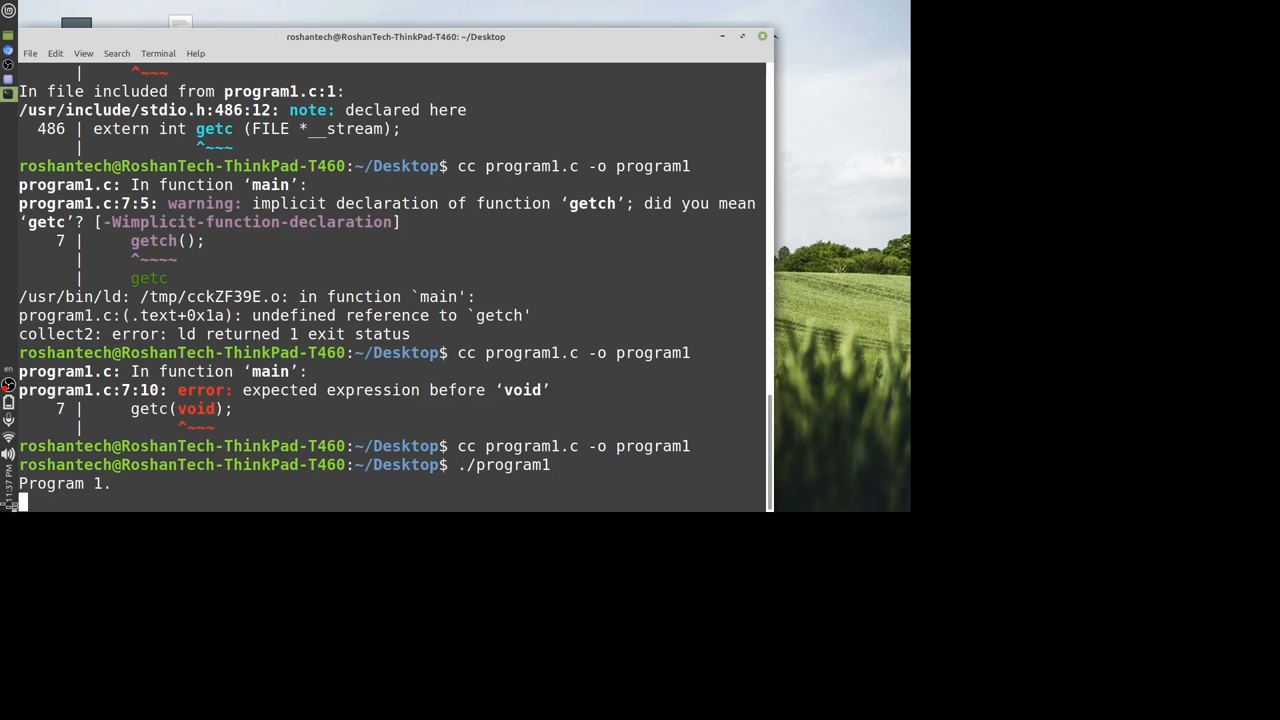 roshantech@RoshanTech-ThinkPad-T460: ~/Desktop
File Edit View Search Terminal Help
| ^~~~
In file included from program1.c:1:
/usr/include/stdio.h:486:12: note: declared here
486 | extern int getc (FILE *__stream);
| ^~~~
roshantech@RoshanTech-ThinkPad-T460:~/Desktop$ cc program1.c -o program1
program1.c: In function ‘main’:
program1.c:7:5: warning: implicit declaration of function ‘getch’; did you mean
‘getc’? [-Wimplicit-function-declaration]
7 | getch();
| ^~~~~
| getc
/usr/bin/ld: /tmp/cckZF39E.o: in function `main':
program1.c:(.text+0x1a): undefined reference to `getch'
collect2: error: ld returned 1 exit status
roshantech@RoshanTech-ThinkPad-T460:~/Desktop$ cc program1.c -o program1
program1.c: In function ‘main’:
program1.c:7:10: error: expected expression before ‘void’
7 | getc(void);
| ^~~~
roshantech@RoshanTech-ThinkPad-T460:~/Desktop$ cc program1.c -o program1
roshantech@RoshanTech-ThinkPad-T460:~/Desktop$ ./program1
Program 1.
en
11:37 PM